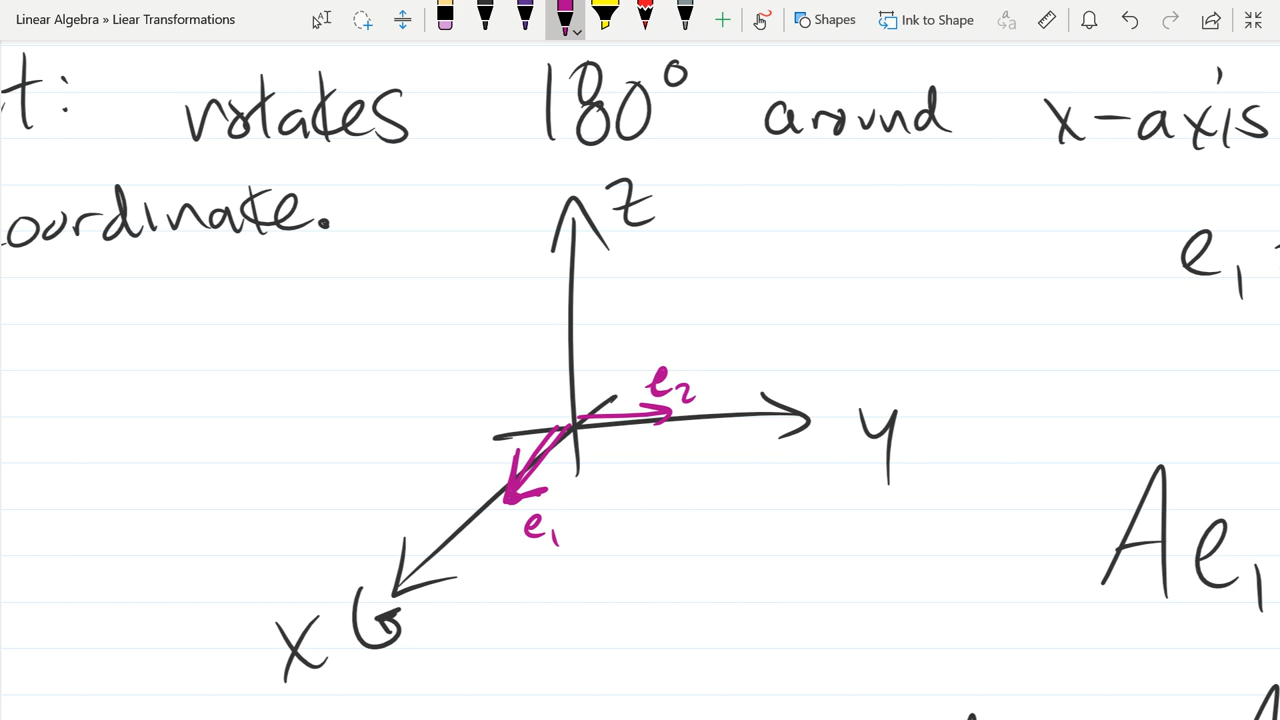 Linear Algebra » Liear Transformations
Shapes
Ink to Shape
t: rotates 180° around x-axis
oordinate.
z
e₁
e₂
y
e₁
Ae₁
x